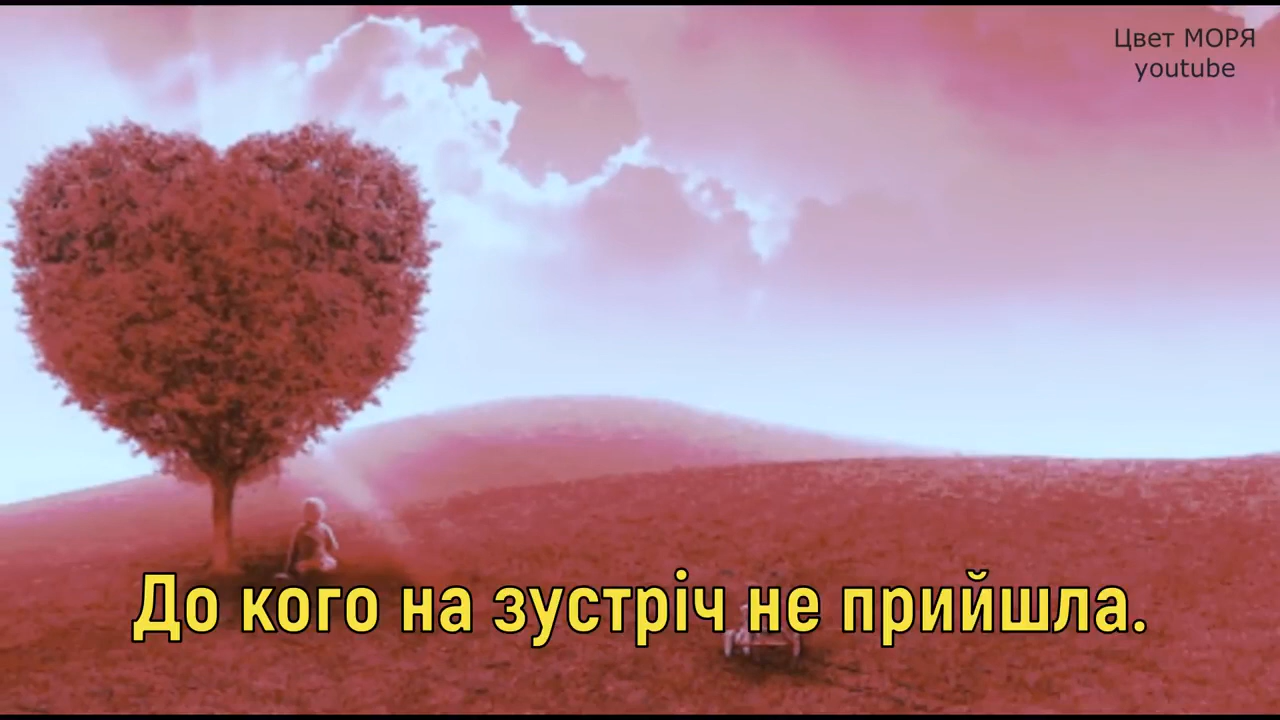 Цвет МОРЯ
youtube
До кого на зустріч не прийшла.